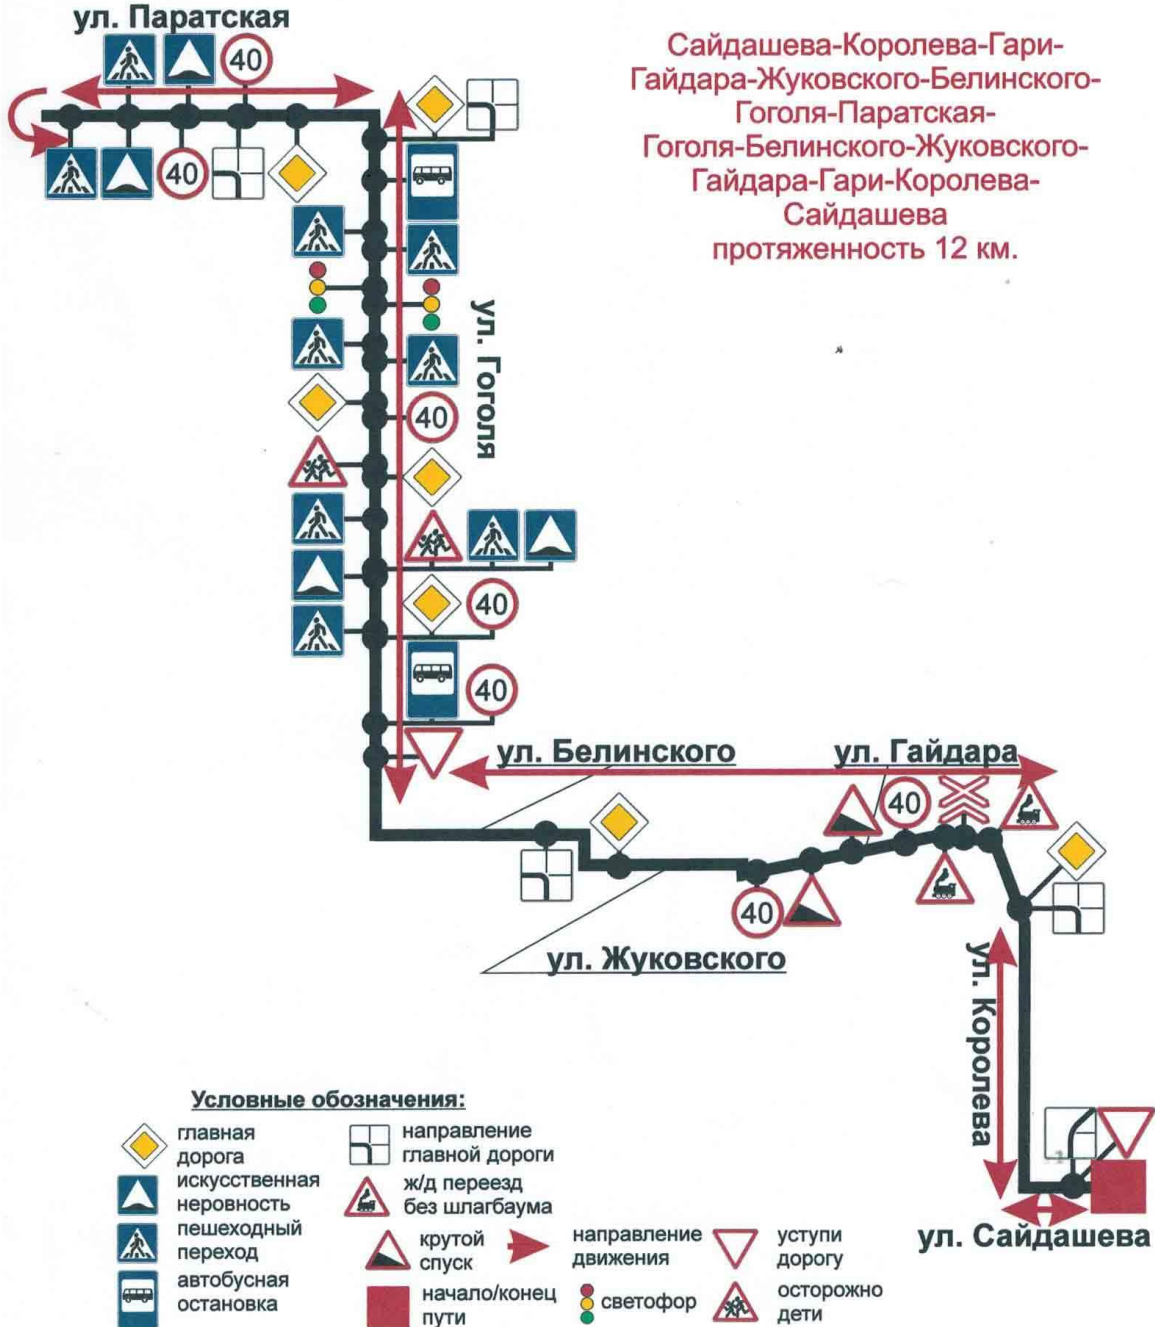 ул. Паратская
40
40
Сайдашева-Королева-Гари-
Гайдара-Жуковского-Белинского-
Гоголя-Паратская-
Гоголя-Белинского-Жуковского-
Гайдара-Гари-Королева-
Сайдашева
протяженность 12 км.
ул. Гоголя
40
40
40
ул. Белинского
ул. Гайдара
40
40
ул. Жуковского
ул. Королева
ул. Сайдашева
Условные обозначения:
главная
дорога
искусственная
неровность
пешеходный
переход
автобусная
остановка
направление
главной дороги
ж/д переезд
без шлагбаума
крутой
спуск
начало/конец
пути
направление
движения
светофор
уступи
дорогу
осторожно
дети